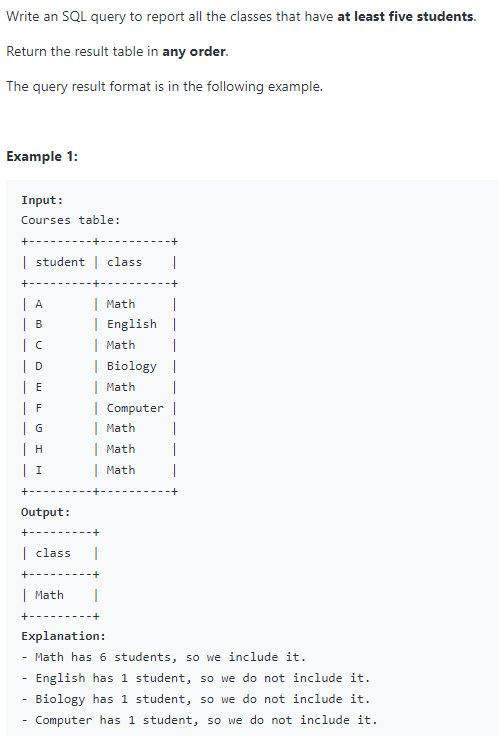 Write an SQL query to report all the classes that have at least five students.
Return the result table in any order.
The query result format is in the following example.
Example 1:
Input:
Courses table:
+---------+----------+
| student | class    |
+---------+----------+
| A       | Math     |
| B       | English  |
| C       | Math     |
| D       | Biology  |
| E       | Math     |
| F       | Computer |
| G       | Math     |
| H       | Math     |
| I       | Math     |
+---------+----------+
Output:
+---------+
| class   |
+---------+
| Math    |
+---------+
Explanation:
- Math has 6 students, so we include it.
- English has 1 student, so we do not include it.
- Biology has 1 student, so we do not include it.
- Computer has 1 student, so we do not include it.